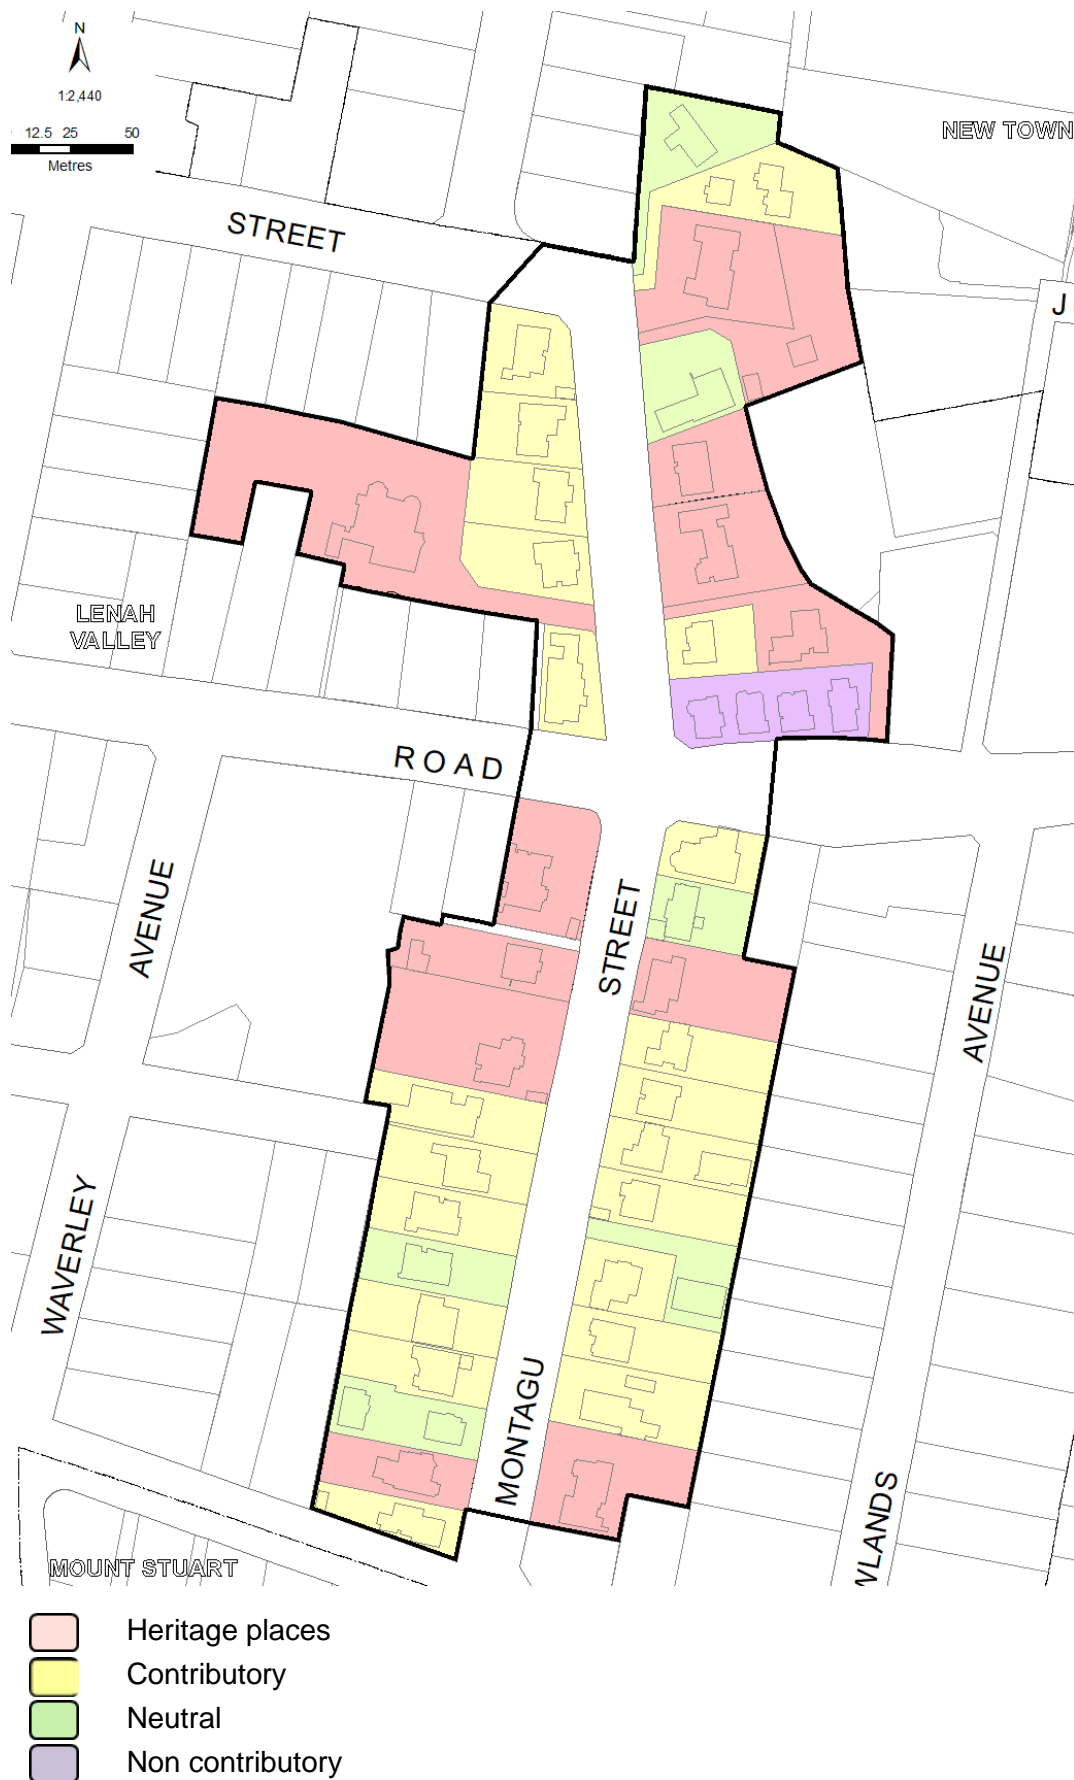 N
1:2,440
12.5 25 50
Metres
NEW TOWN
STREET
LENAH
VALLEY
ROAD
AVENUE
STREET
AVENUE
WAVERLEY
MONTAGU
MOUNT STUART
Heritage places
Contributory
Neutral
Non contributory